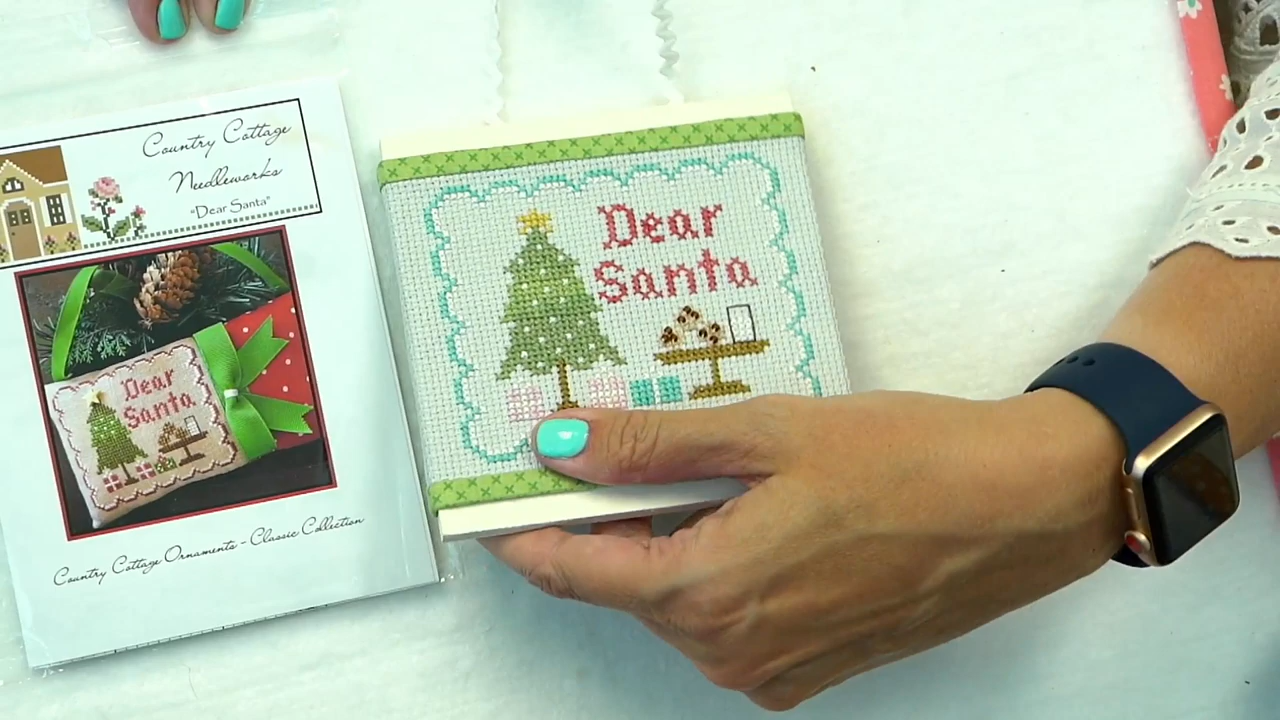 Country Cottage
Needleworks
"Dear Santa"
Dear
Santa
Country Cottage Ornaments - Classic Collection
Dear
Santa